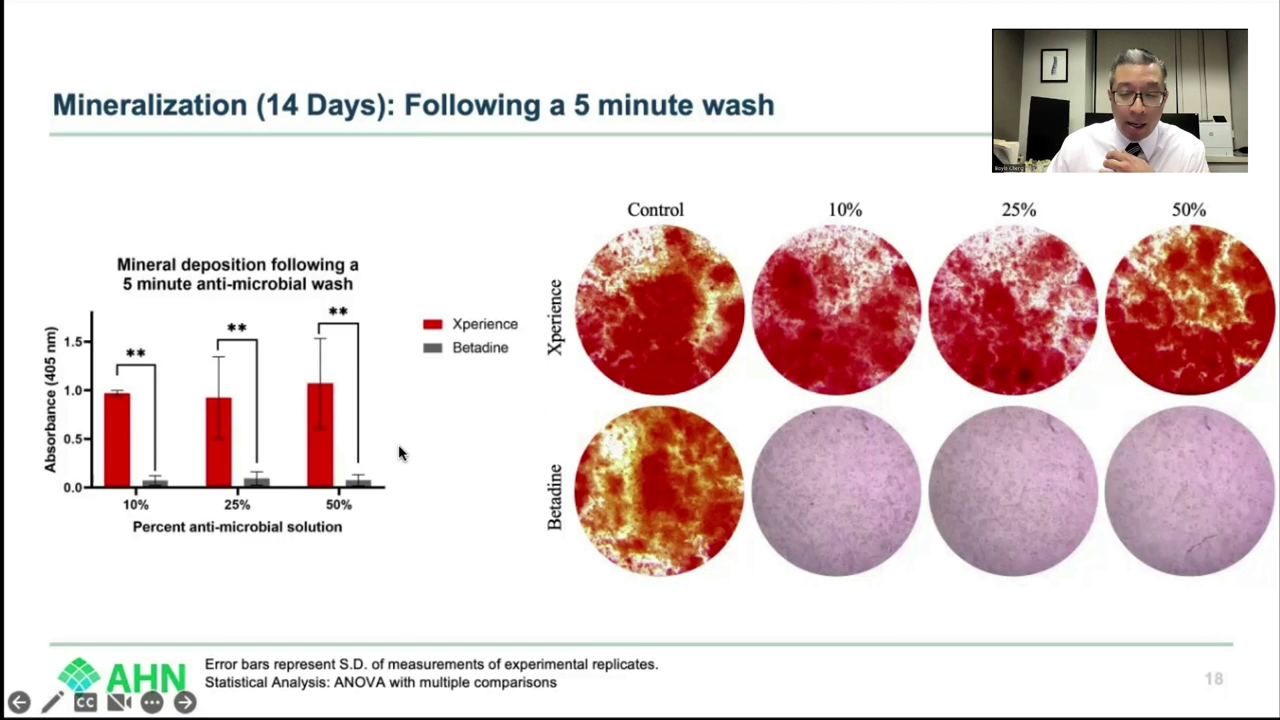 Mineralization (14 Days): Following a 5 minute wash
Boyle Cheng
Mineral deposition following a
5 minute anti-microbial wash
Absorbance (405 nm)
1.5
1.0
0.5
0.0
**
**
**
10%
25%
50%
Percent anti-microbial solution
Xperience
Betadine
Control
10%
25%
50%
Xperience
Betadine
AHN
Error bars represent S.D. of measurements of experimental replicates.
Statistical Analysis: ANOVA with multiple comparisons
18
CC